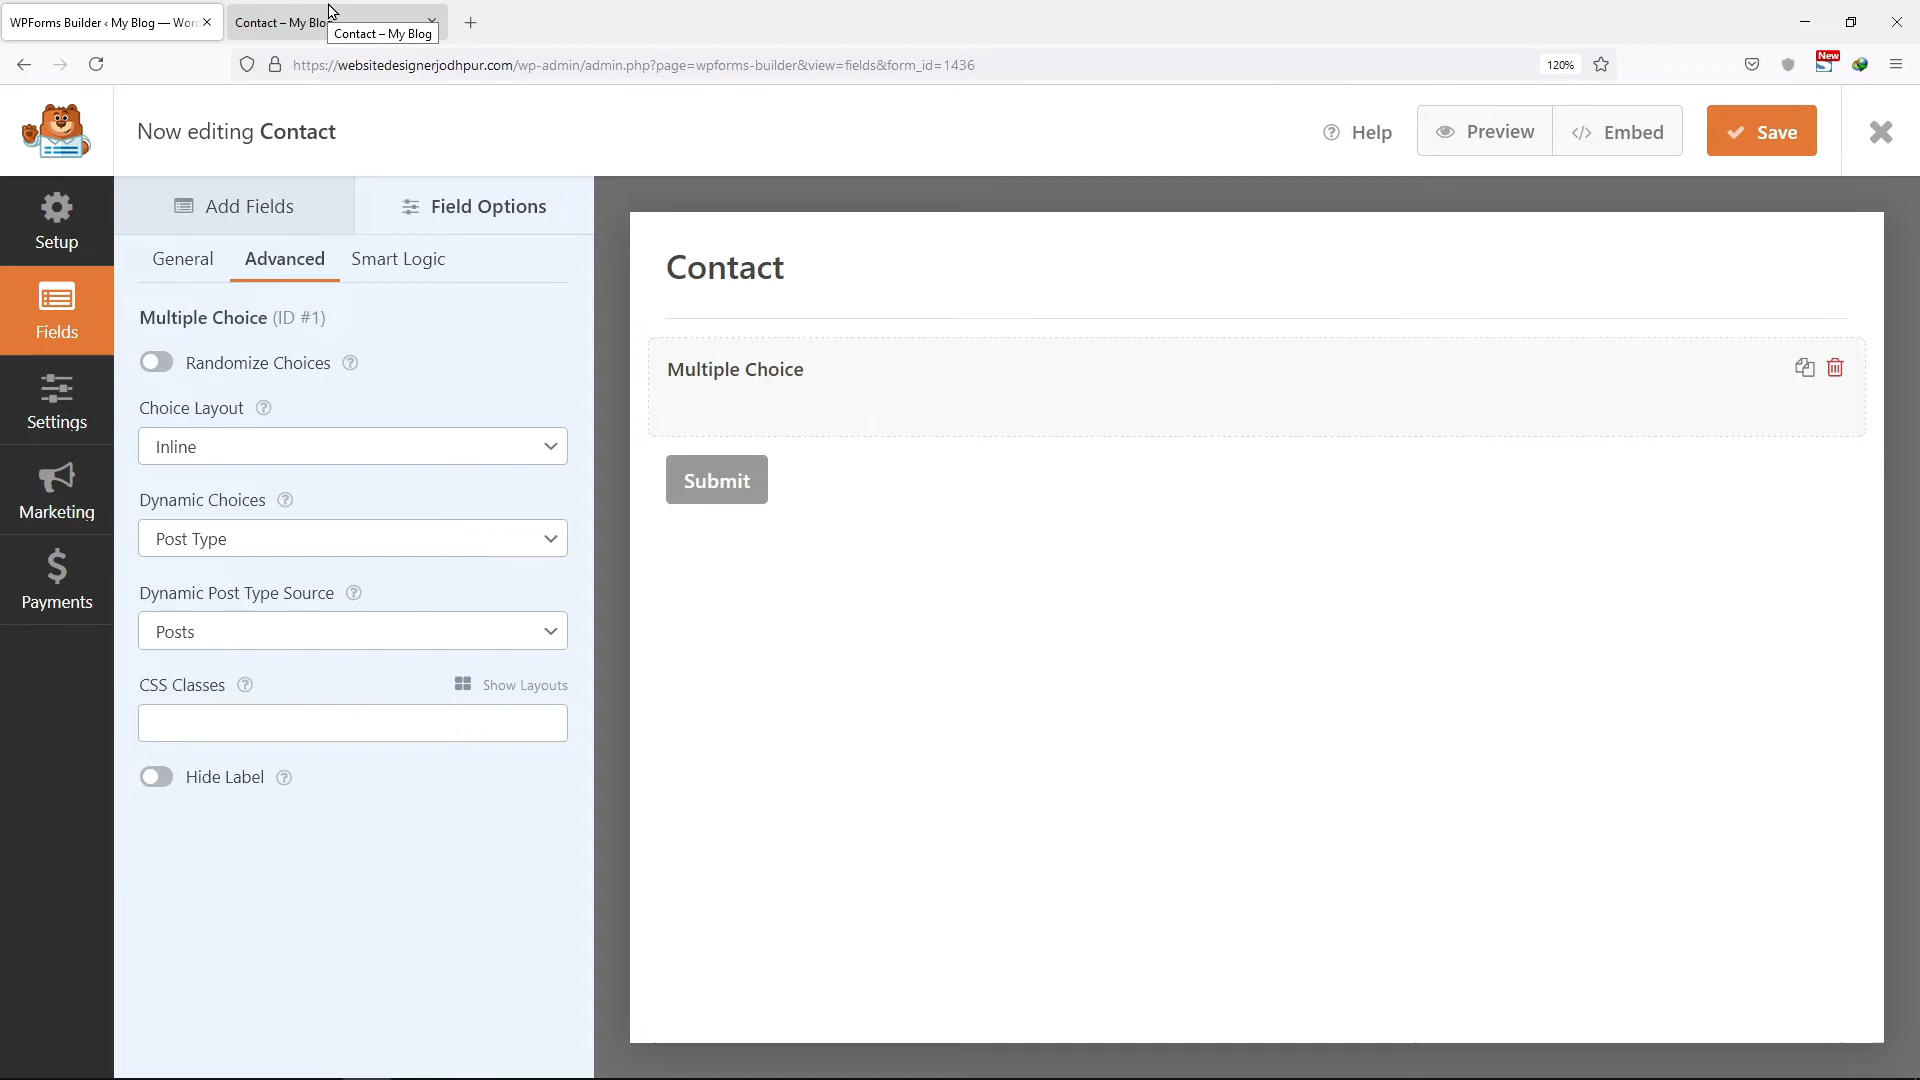 WPForms Builder ‹ My Blog — Wor
Contact – My Blo
Contact – My Blog
https://websitedesignerjodhpur.com/wp-admin/admin.php?page=wpforms-builder&view=fields&form_id=1436
120%
New
Now editing Contact
Help
Preview
Embed
Save
Setup
Fields
Settings
Marketing
Payments
Add Fields
Field Options
General
Advanced
Smart Logic
Multiple Choice (ID #1)
Randomize Choices
Choice Layout
Inline
Dynamic Choices
Post Type
Dynamic Post Type Source
Posts
CSS Classes
Show Layouts
Hide Label
Contact
Multiple Choice
Submit